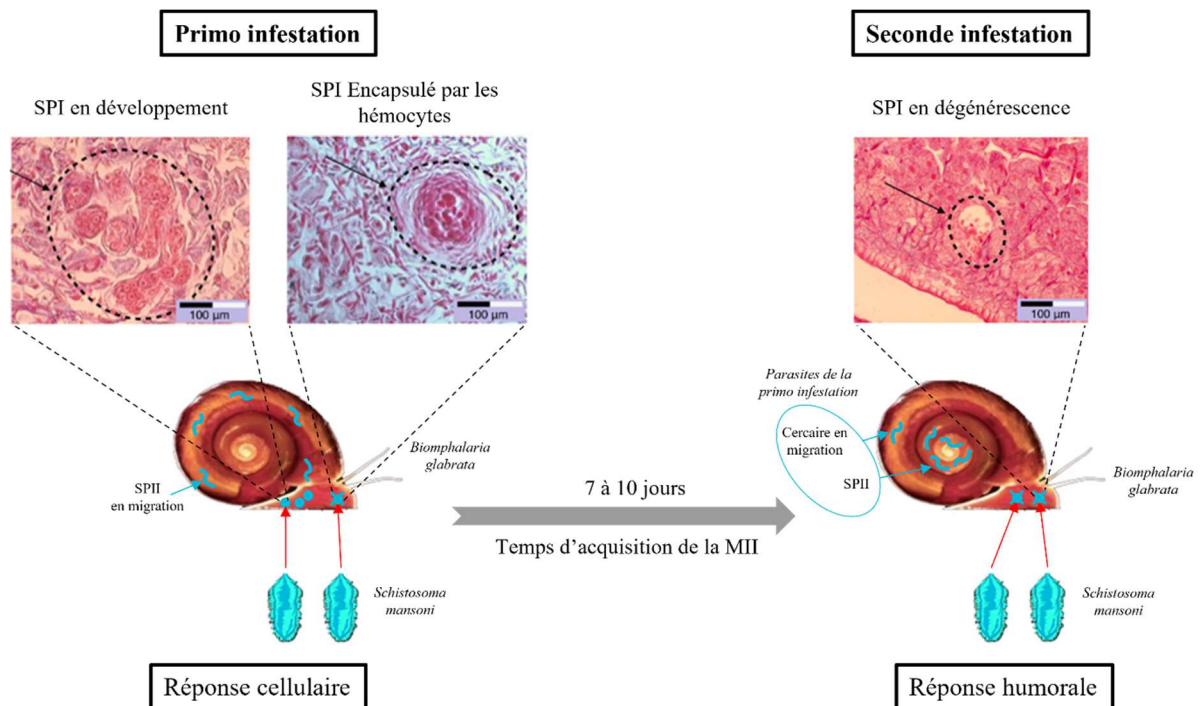 Primo infestation
SPI en développement
SPI Encapsulé par les
hémocytes
100 µm
100 µm
SPII
en migration
Biomphalaria
glabrata
Schistosoma
mansoni
Réponse cellulaire
7 à 10 jours
Temps d’acquisition de la MII
Seconde infestation
SPI en dégénérescence
100 µm
Parasites de la
primo infestation
Cercaire en
migration
SPII
Biomphalaria
glabrata
Schistosoma
mansoni
Réponse humorale